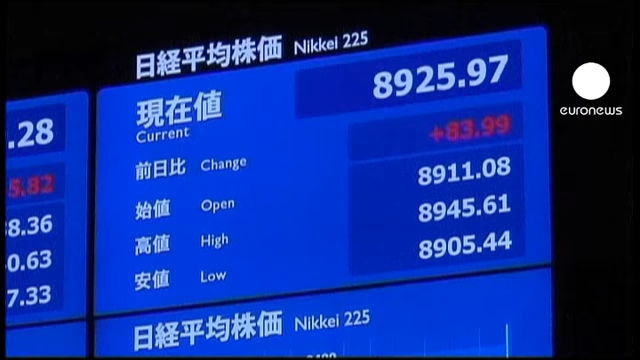 日経平均株価 Nikkei 225
現在値 8925.97
Current
前日比 Change +83.99
始値 Open 8911.08
高値 High 8945.61
安値 Low 8905.44
日経平均株価 Nikkei 225
.28
5.82
8.36
0.63
7.33
euronews